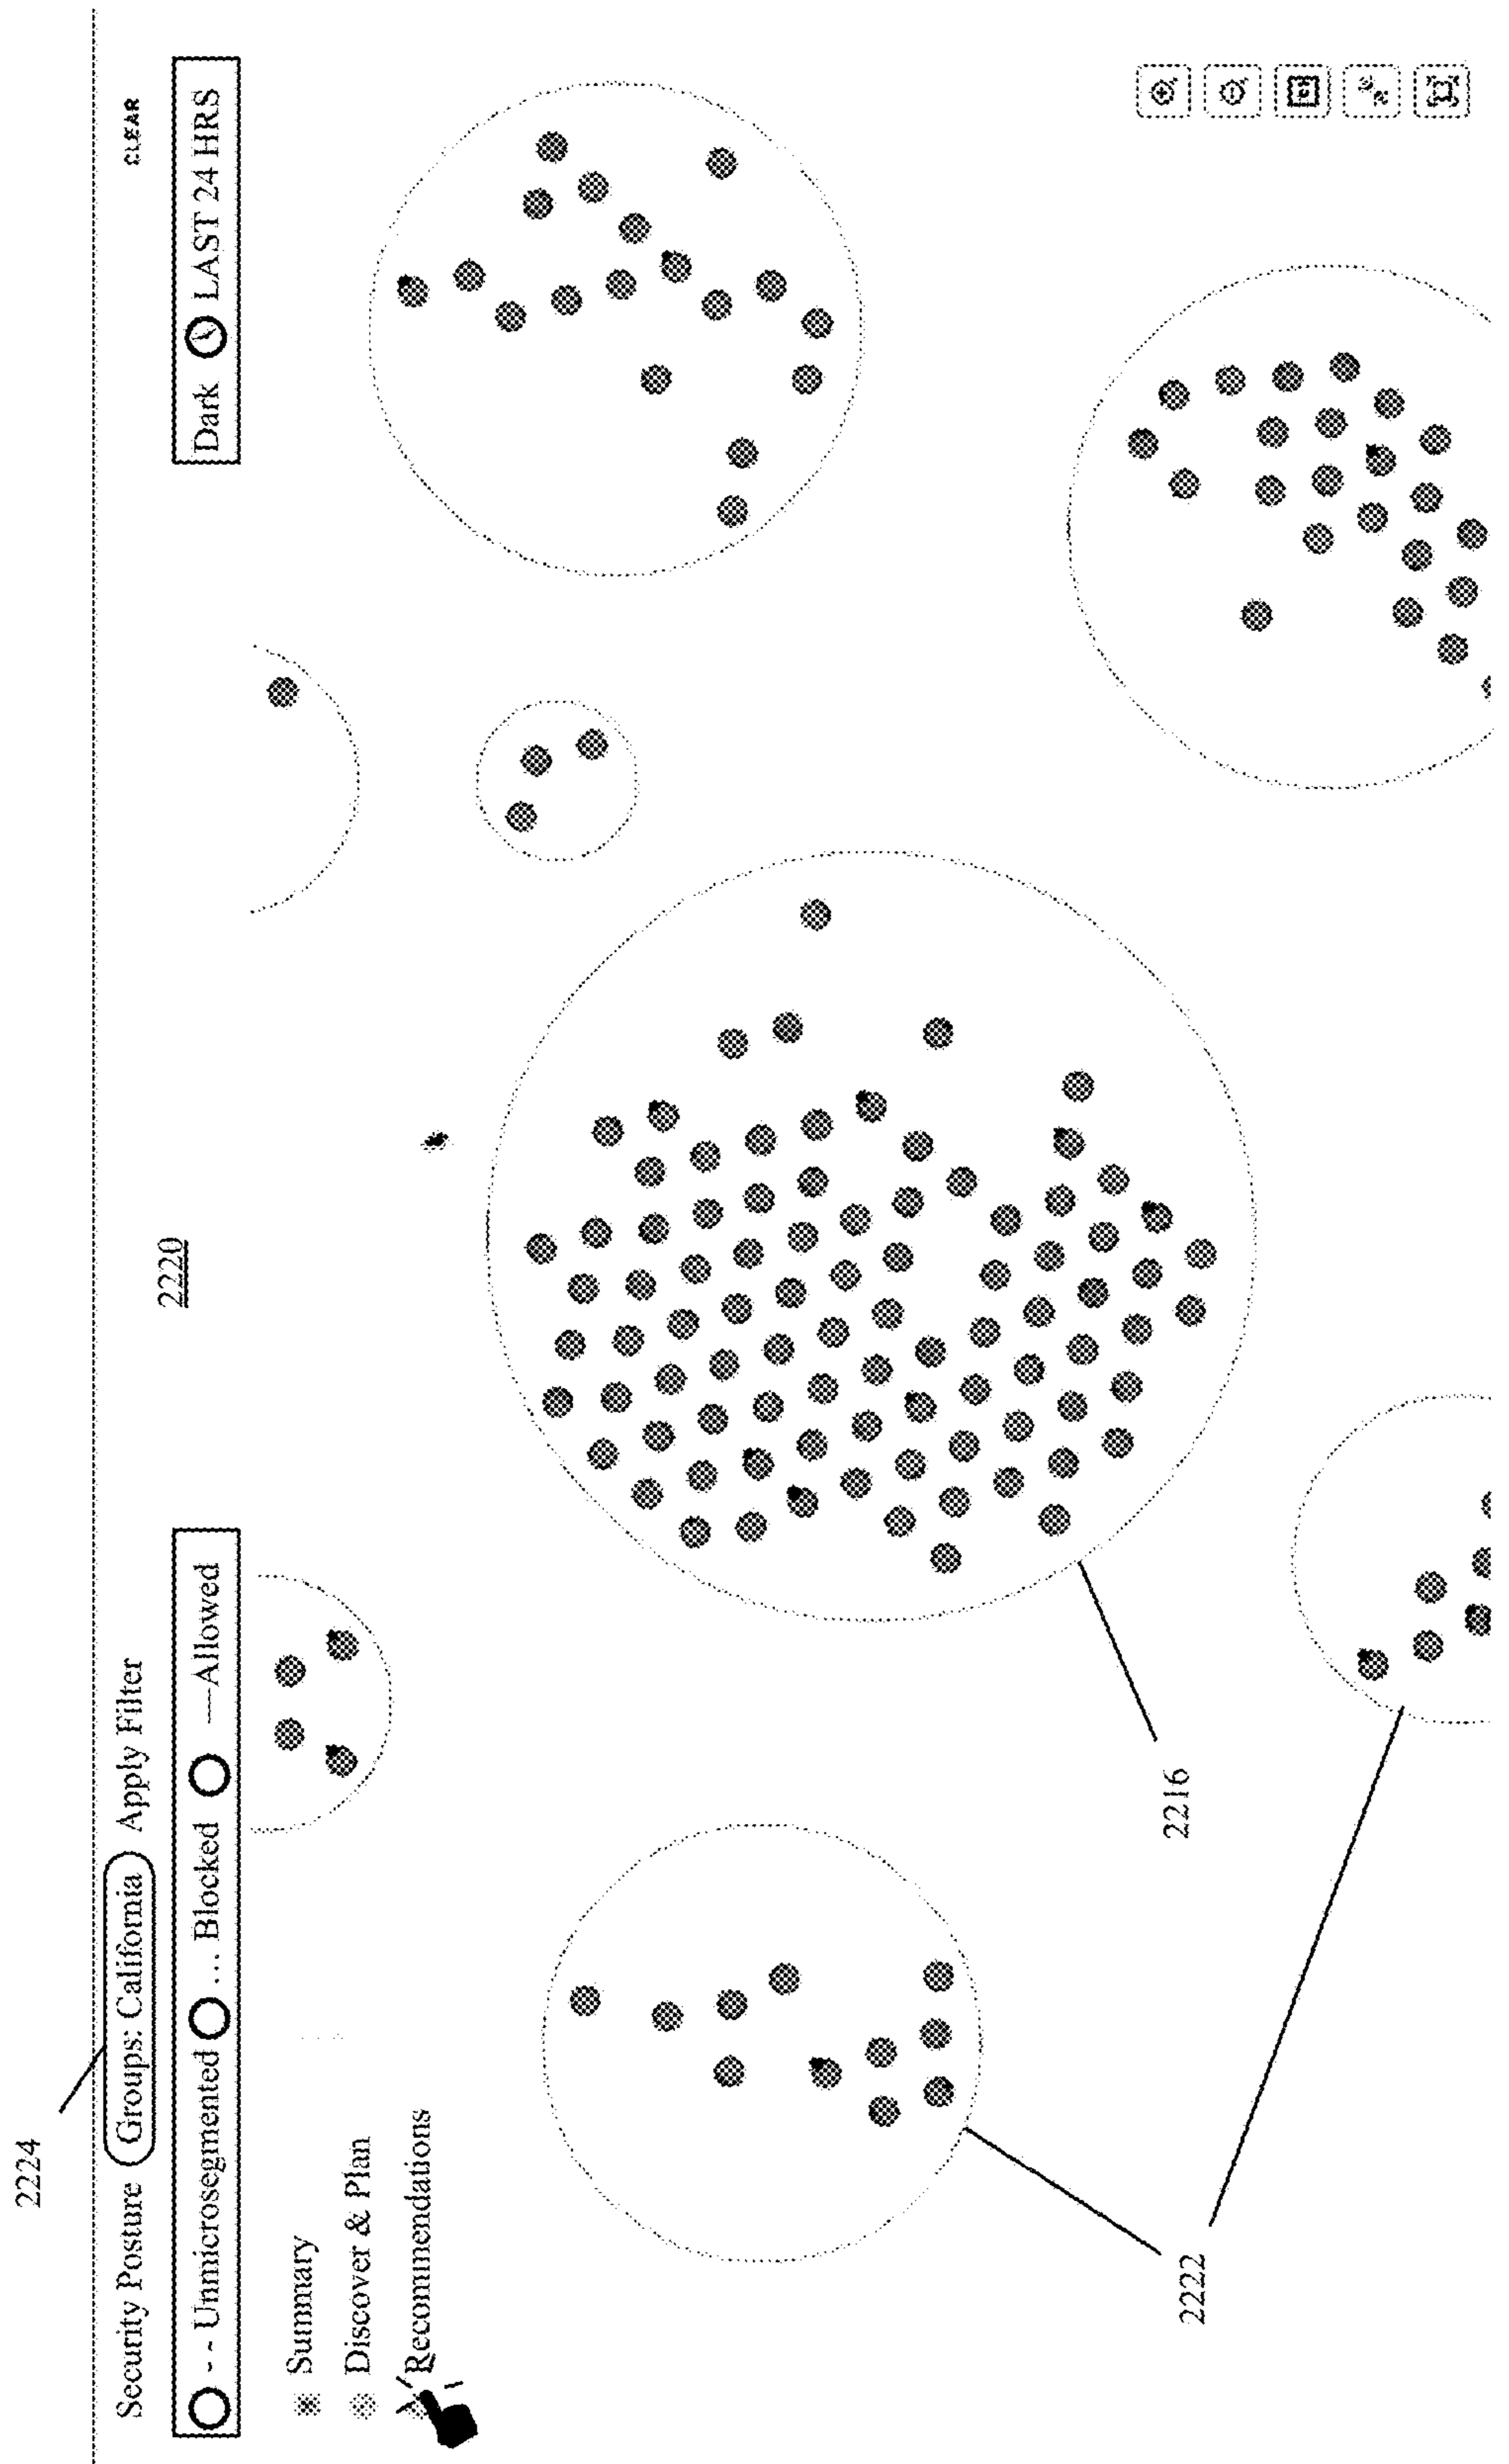 2224
Security Posture Groups: California Apply Filter
CLEAR
- - Unmicrosegmented ... Blocked —Allowed
2220
Dark LAST 24 HRS
Summary
Discover & Plan
Recommendations
2216
2222